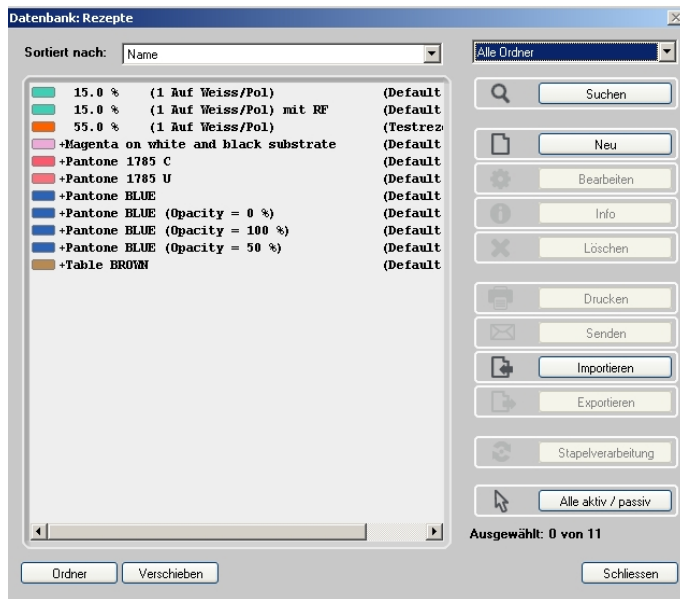 Datenbank: Rezepte
Sortiert nach: Name
Alle Ordner
15.0 % (1 Auf Weiss/Pol) (Default
15.0 % (1 Auf Weiss/Pol) mit RF (Default
55.0 % (1 Auf Weiss/Pol) (Testrez
+Magenta on white and black substrate (Default
+Pantone 1785 C (Default
+Pantone 1785 U (Default
+Pantone BLUE (Default
+Pantone BLUE (Opacity = 0 %) (Default
+Pantone BLUE (Opacity = 100 %) (Default
+Pantone BLUE (Opacity = 50 %) (Default
+Table BROWN (Default
Suchen
Neu
Bearbeiten
Info
Löschen
Drucken
Senden
Importieren
Exportieren
Stapelverarbeitung
Alle aktiv / passiv
Ausgewählt: 0 von 11
Ordner
Verschieben
Schliessen